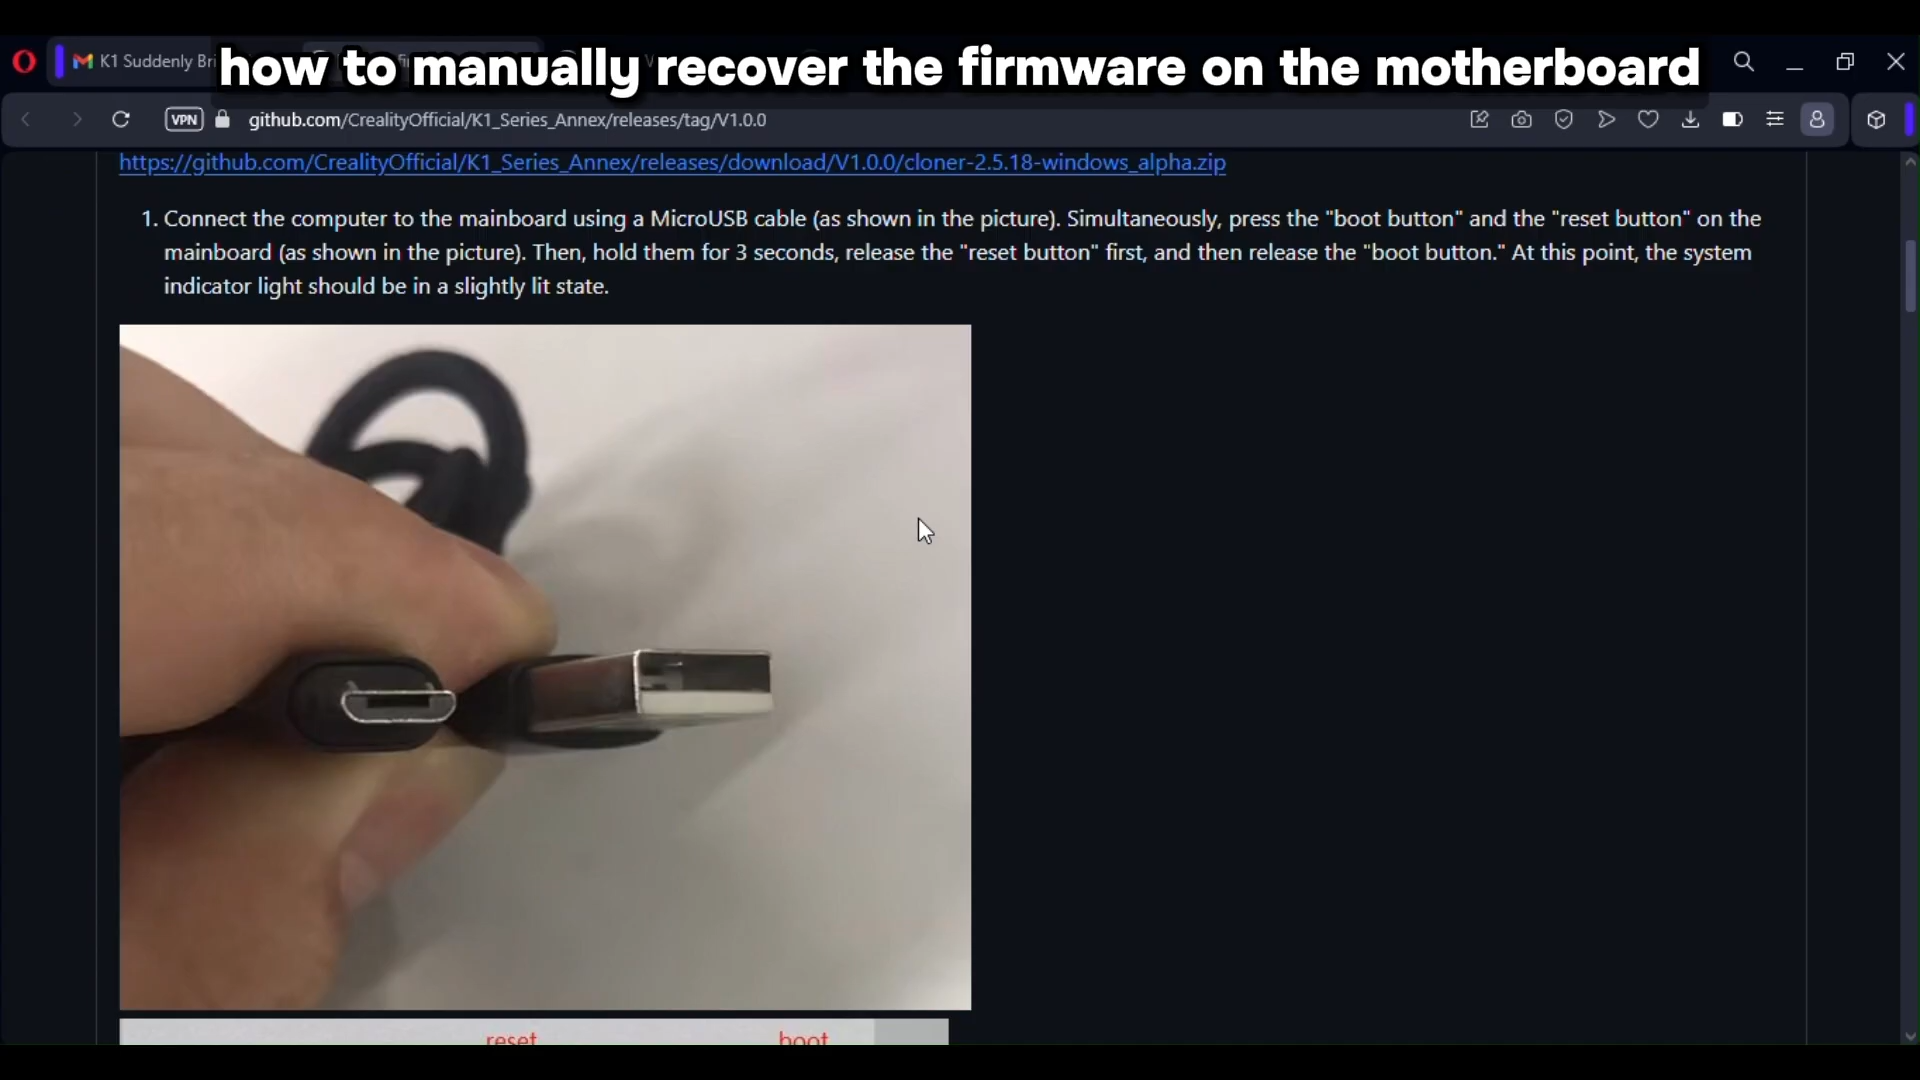 how to manually recover the firmware on the motherboard
K1 Suddenly Bri
VPN
github.com/CrealityOfficial/K1_Series_Annex/releases/tag/V1.0.0
https://github.com/CrealityOfficial/K1_Series_Annex/releases/download/V1.0.0/cloner-2.5.18-windows_alpha.zip
1. Connect the computer to the mainboard using a MicroUSB cable (as shown in the picture). Simultaneously, press the "boot button" and the "reset button" on the
mainboard (as shown in the picture). Then, hold them for 3 seconds, release the "reset button" first, and then release the "boot button." At this point, the system
indicator light should be in a slightly lit state.
reset boot